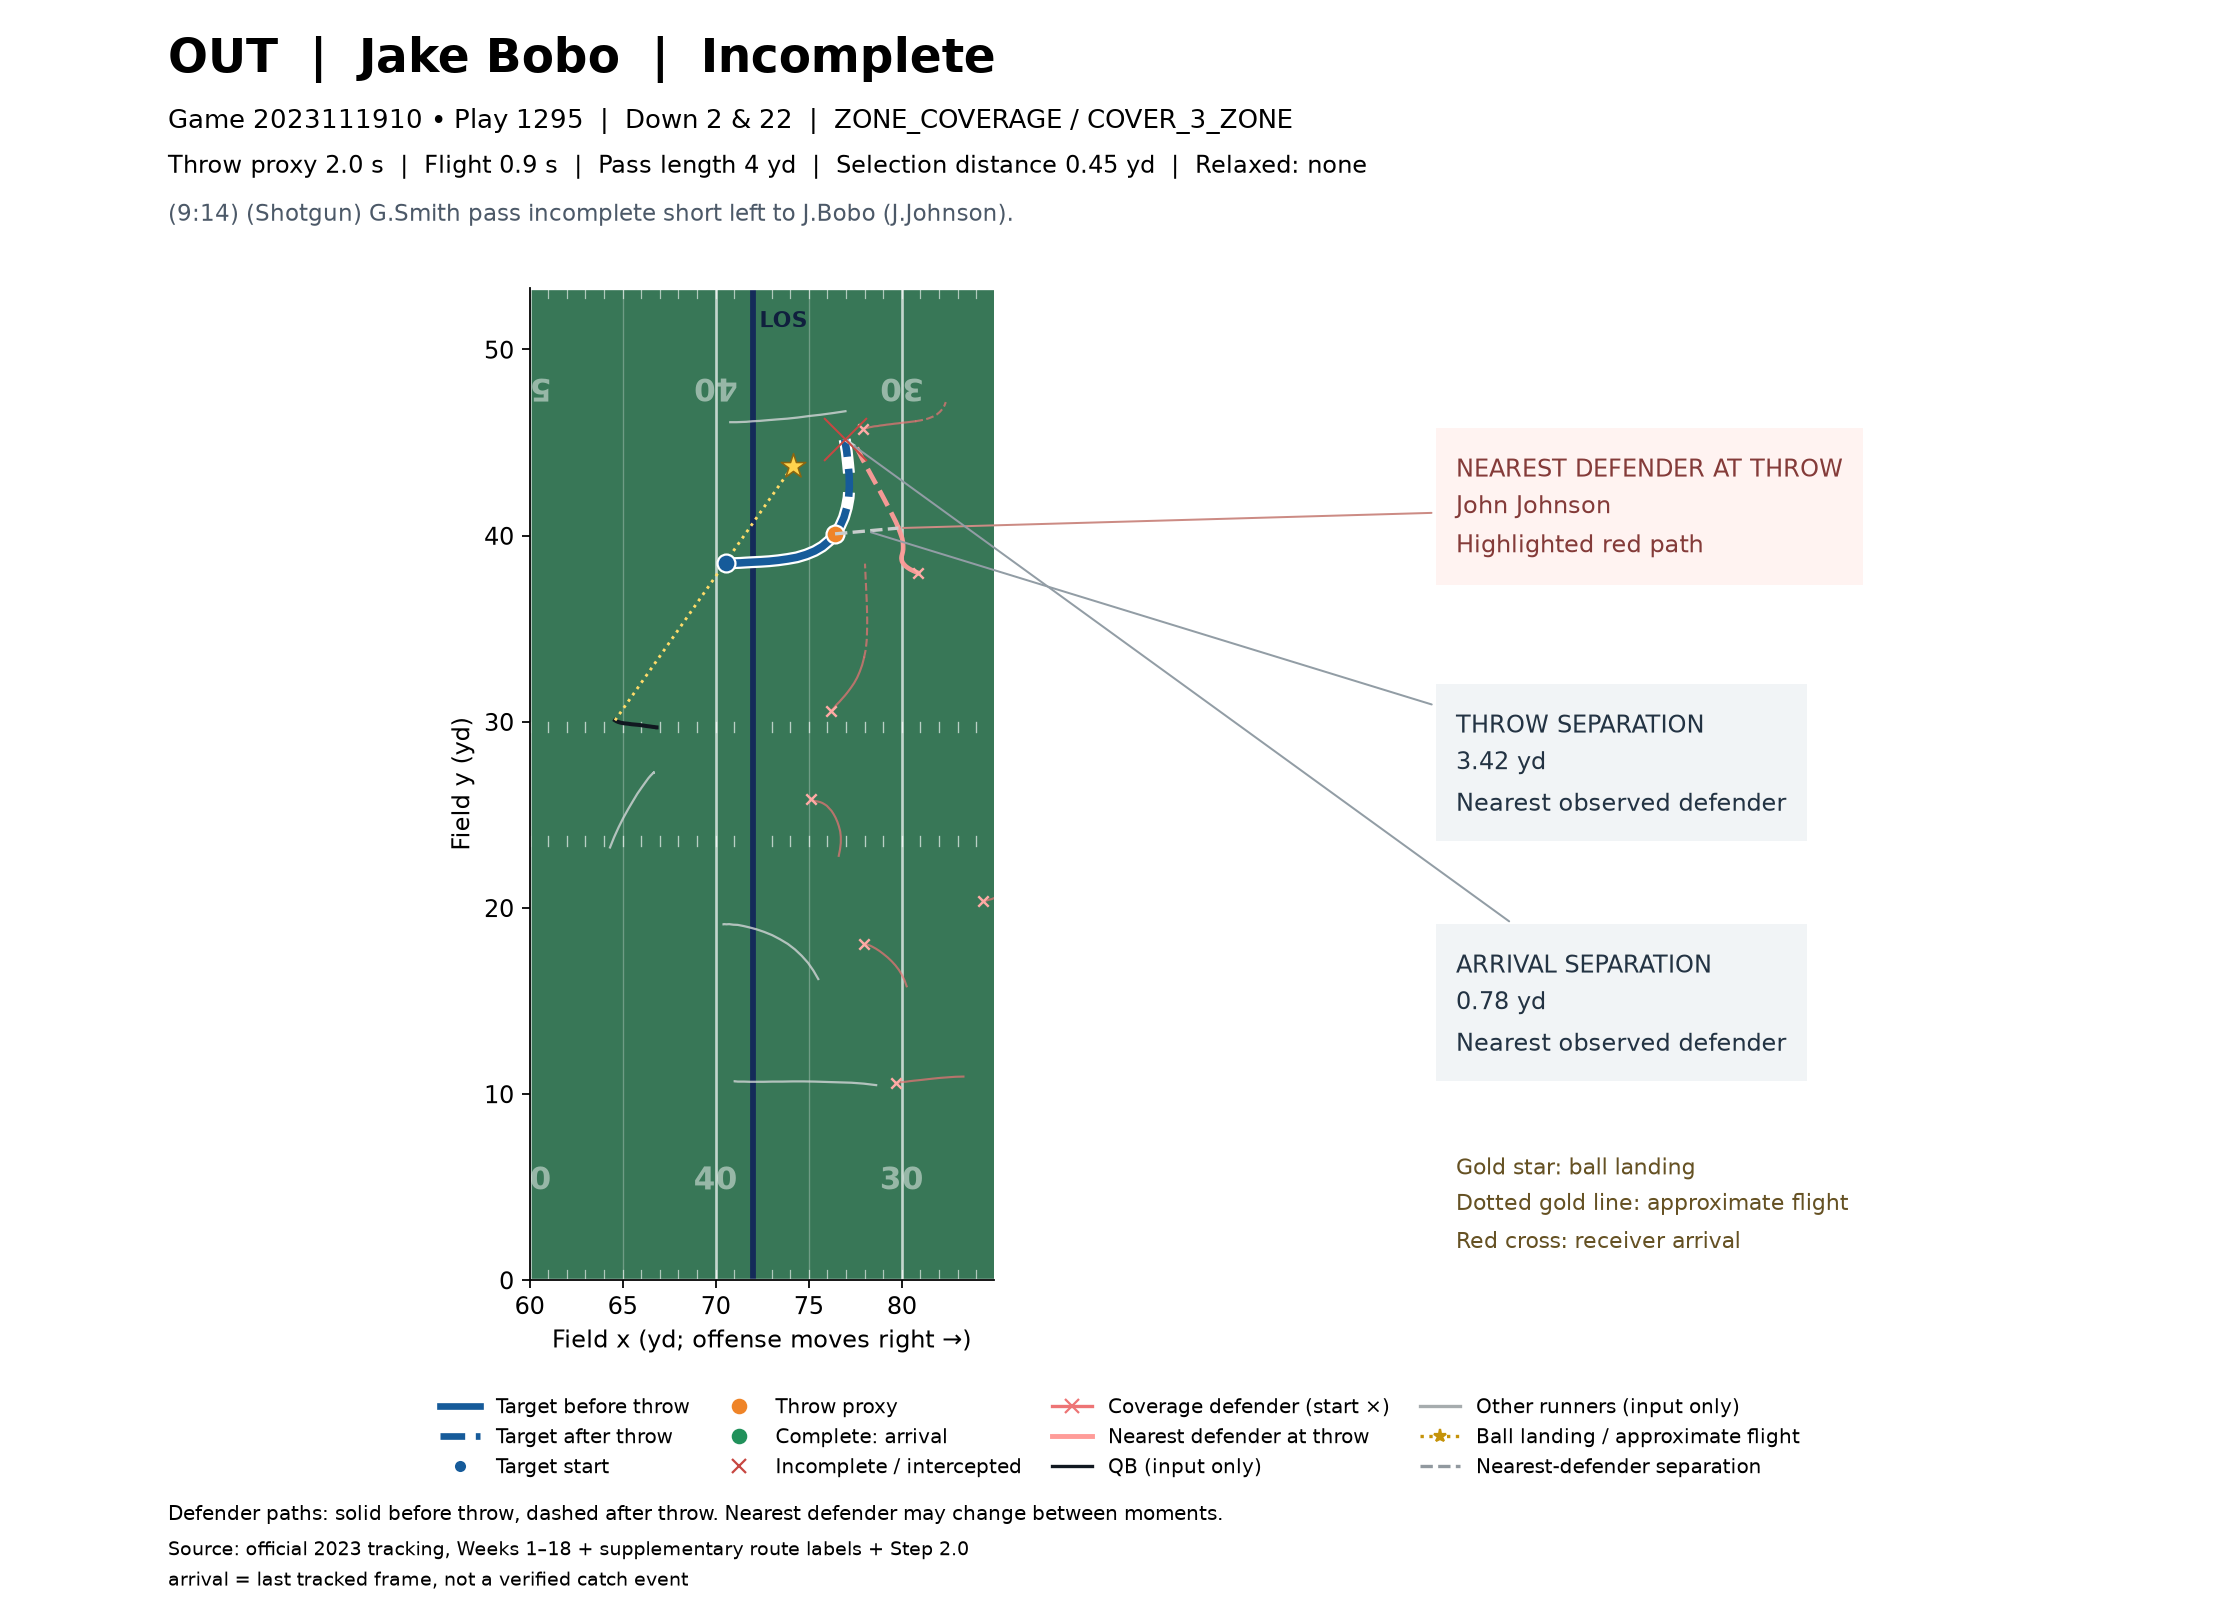 OUT | Jake Bobo | Incomplete
Game 2023111910 • Play 1295 | Down 2 & 22 | ZONE_COVERAGE / COVER_3_ZONE
Throw proxy 2.0 s | Flight 0.9 s | Pass length 4 yd | Selection distance 0.45 yd | Relaxed: none
(9:14) (Shotgun) G.Smith pass incomplete short left to J.Bobo (J.Johnson).
LOS
50
5 40 30
40
30
20
10
0
0 40 30
Field y (yd)
60 65 70 75 80
Field x (yd; offense moves right →)
NEAREST DEFENDER AT THROW
John Johnson
Highlighted red path
THROW SEPARATION
3.42 yd
Nearest observed defender
ARRIVAL SEPARATION
0.78 yd
Nearest observed defender
Gold star: ball landing
Dotted gold line: approximate flight
Red cross: receiver arrival
Target before throw
Target after throw
Target start
Throw proxy
Complete: arrival
Incomplete / intercepted
Coverage defender (start ×)
Nearest defender at throw
QB (input only)
Other runners (input only)
Ball landing / approximate flight
Nearest-defender separation
Defender paths: solid before throw, dashed after throw. Nearest defender may change between moments.
Source: official 2023 tracking, Weeks 1–18 + supplementary route labels + Step 2.0
arrival = last tracked frame, not a verified catch event